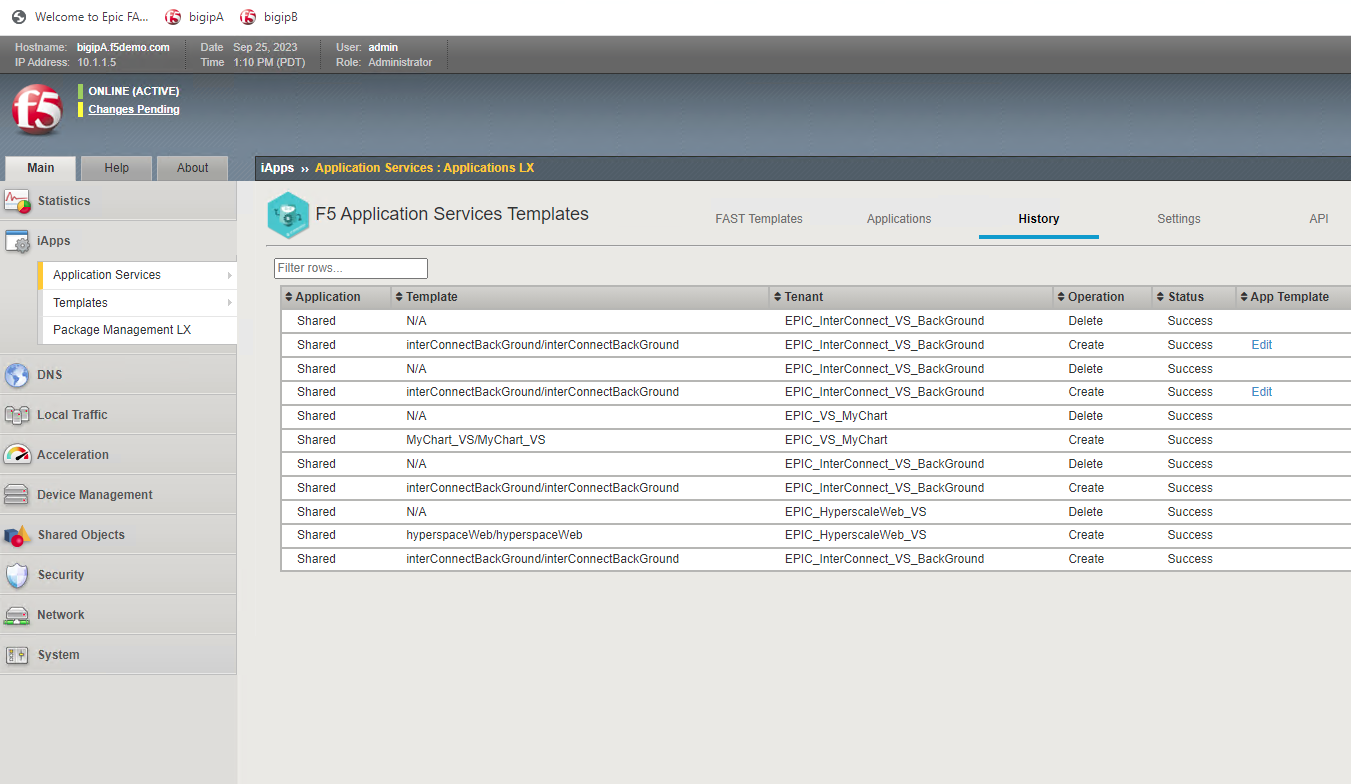 Welcome to Epic FA... bigipA bigipB
Hostname: bigipA.f5demo.com Date Sep 25, 2023 User: admin
IP Address: 10.1.1.5 Time 1:10 PM (PDT) Role: Administrator
f5
ONLINE (ACTIVE)
Changes Pending
Main Help About
iApps ›› Application Services : Applications LX
Statistics
iApps
Application Services
Templates
Package Management LX
DNS
Local Traffic
Acceleration
Device Management
Shared Objects
Security
Network
System
F5 Application Services Templates
FAST Templates Applications History Settings API
Filter rows...
Application Template Tenant Operation Status App Template
Shared N/A EPIC_InterConnect_VS_BackGround Delete Success
Shared interConnectBackGround/interConnectBackGround EPIC_InterConnect_VS_BackGround Create Success Edit
Shared N/A EPIC_InterConnect_VS_BackGround Delete Success
Shared interConnectBackGround/interConnectBackGround EPIC_InterConnect_VS_BackGround Create Success Edit
Shared N/A EPIC_VS_MyChart Delete Success
Shared MyChart_VS/MyChart_VS EPIC_VS_MyChart Create Success
Shared N/A EPIC_InterConnect_VS_BackGround Delete Success
Shared interConnectBackGround/interConnectBackGround EPIC_InterConnect_VS_BackGround Create Success
Shared N/A EPIC_HyperscaleWeb_VS Delete Success
Shared hyperspaceWeb/hyperspaceWeb EPIC_HyperscaleWeb_VS Create Success
Shared interConnectBackGround/interConnectBackGround EPIC_InterConnect_VS_BackGround Create Success